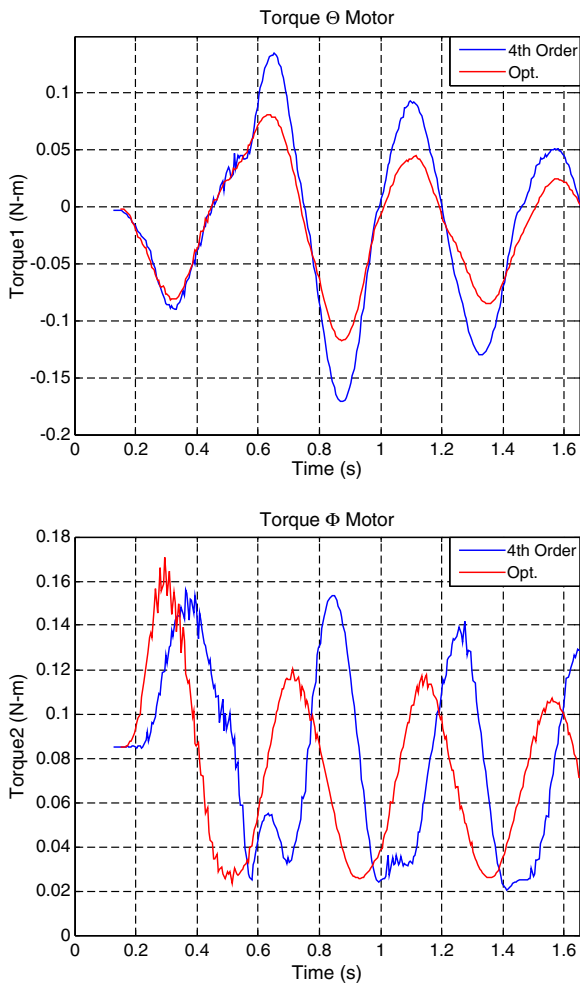 Torque Θ Motor
4th Order
Opt.
0.1
0.05
0
-0.05
-0.1
-0.15
-0.2
Torque1 (N-m)
0 0.2 0.4 0.6 0.8 1 1.2 1.4 1.6
Time (s)
Torque Φ Motor
4th Order
Opt.
0.18
0.16
0.14
0.12
0.1
0.08
0.06
0.04
0.02
0
Torque2 (N-m)
0 0.2 0.4 0.6 0.8 1 1.2 1.4 1.6
Time (s)